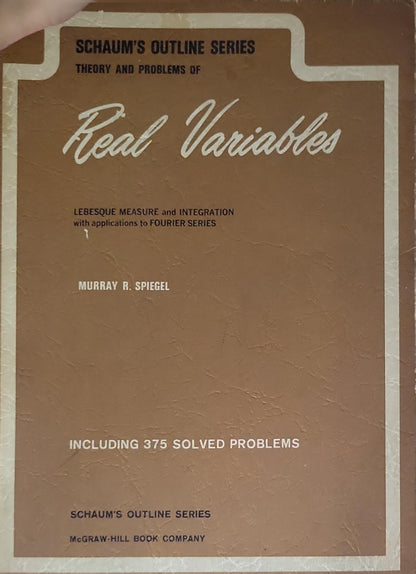 SCHAUM'S OUTLINE SERIES
THEORY AND PROBLEMS OF
Real Variables
LEBESQUE MEASURE and INTEGRATION
with applications to FOURIER SERIES
MURRAY R. SPIEGEL
INCLUDING 375 SOLVED PROBLEMS
SCHAUM'S OUTLINE SERIES
McGRAW-HILL BOOK COMPANY